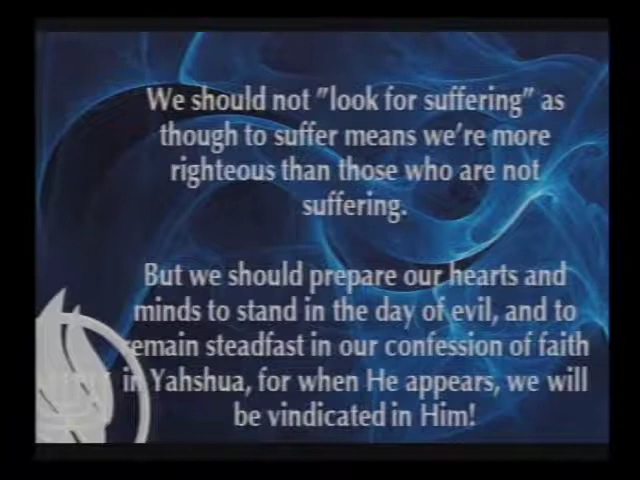 We should not "look for suffering" as
though to suffer means we're more
righteous than those who are not
suffering.
But we should prepare our hearts and
minds to stand in the day of evil, and to
remain steadfast in our confession of faith
in Yahshua, for when He appears, we will
be vindicated in Him!